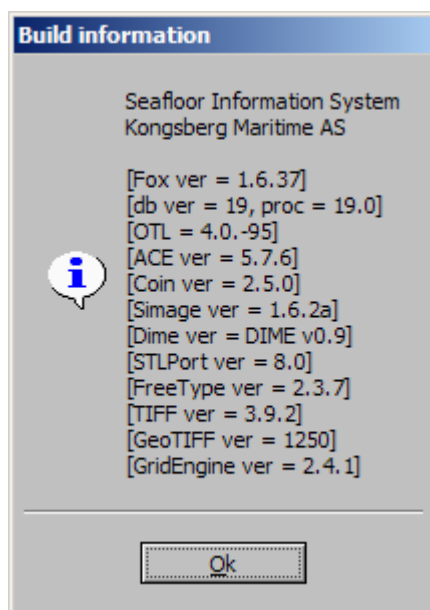 Build information
Seafloor Information System
Kongsberg Maritime AS
[Fox ver = 1.6.37]
[db ver = 19, proc = 19.0]
[OTL = 4.0.-95]
[ACE ver = 5.7.6]
[Coin ver = 2.5.0]
[Simage ver = 1.6.2a]
[Dime ver = DIME v0.9]
[STLPort ver = 8.0]
[FreeType ver = 2.3.7]
[TIFF ver = 3.9.2]
[GeoTIFF ver = 1250]
[GridEngine ver = 2.4.1]
Ok